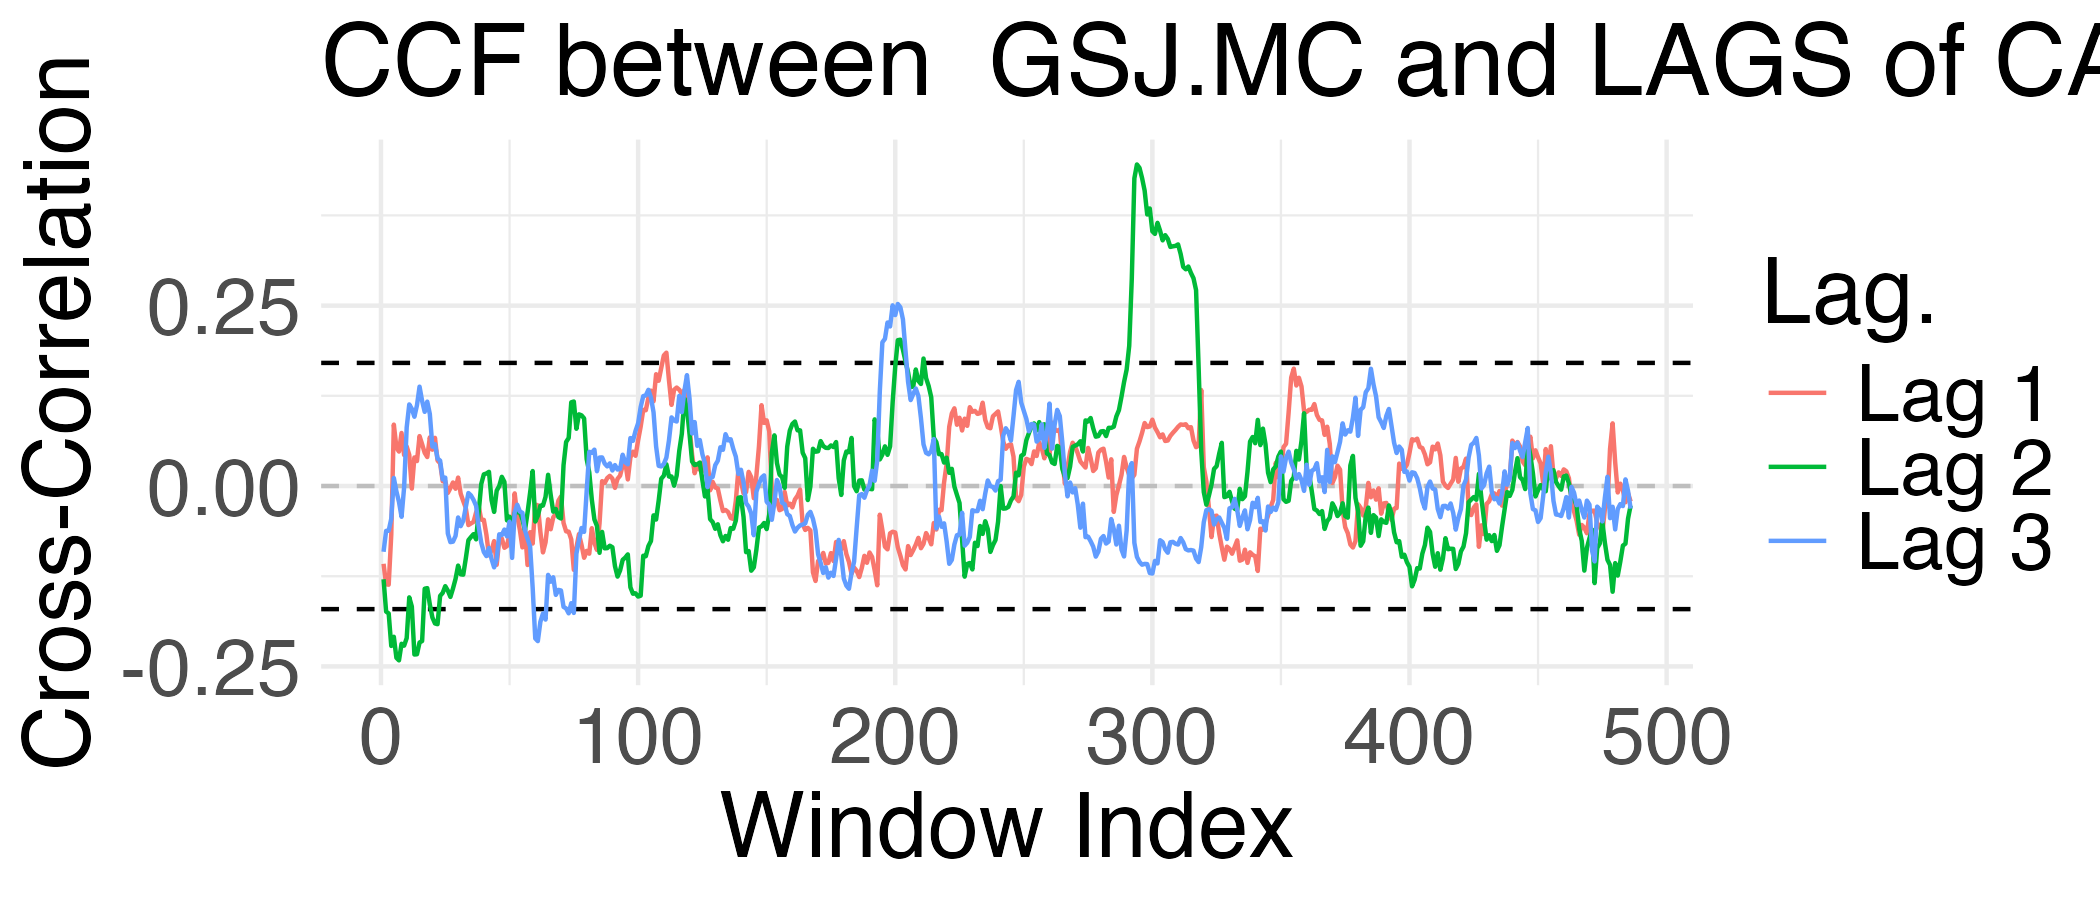 CCF between  GSJ.MC and LAGS of CA
Cross-Correlation
0.25
0.00
-0.25
0 100 200 300 400 500
Window Index
Lag.
Lag 1
Lag 2
Lag 3